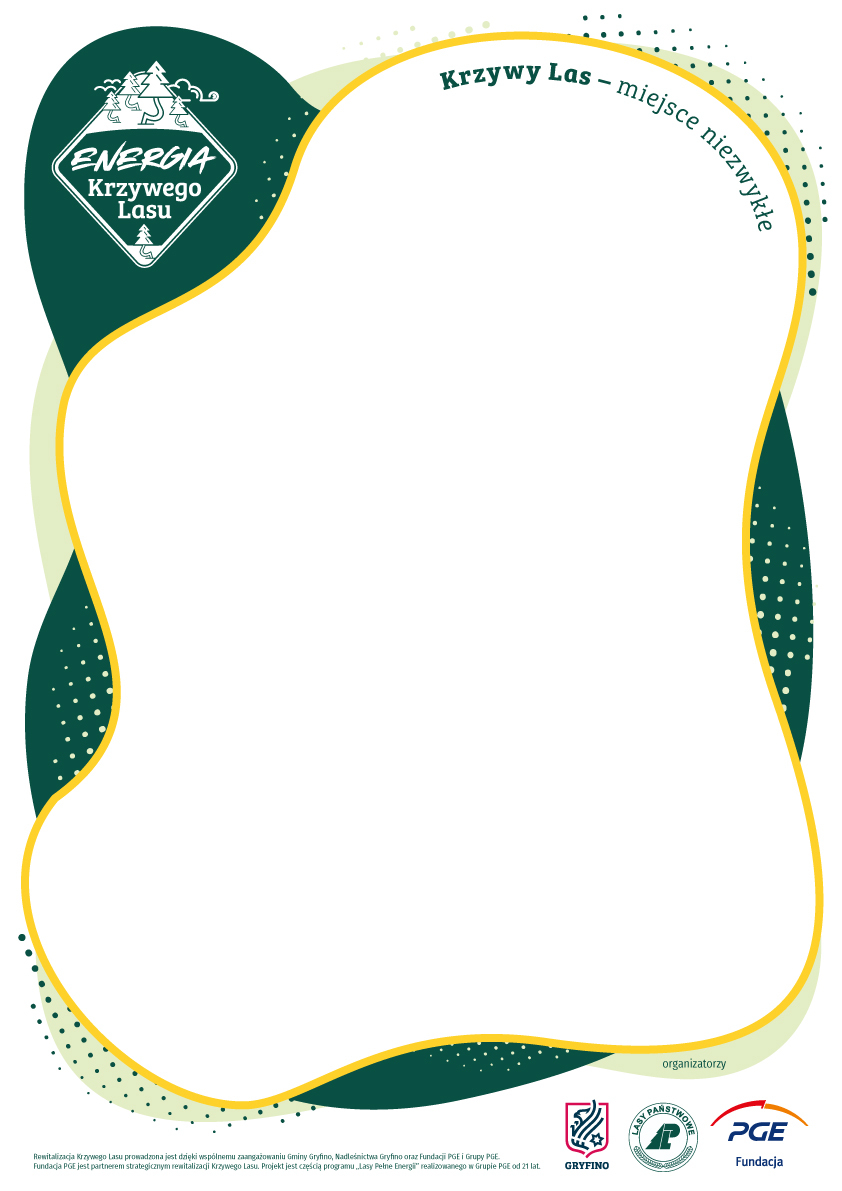 ENERGIA
Krzywego
Lasu
Krzywy Las – miejsce niezwykłe
organizatorzy
GRYFINO
LASY PAŃSTWOWE
PGE
Fundacja
Rewitalizacja Krzywego Lasu prowadzona jest dzięki wspólnemu zaangażowaniu Gminy Gryfino, Nadleśnictwa Gryfino oraz Fundacji PGE i Grupy PGE.
Fundacja PGE jest partnerem strategicznym rewitalizacji Krzywego Lasu. Projekt jest częścią programu „Lasy Pełne Energii” realizowanego w Grupie PGE od 21 lat.